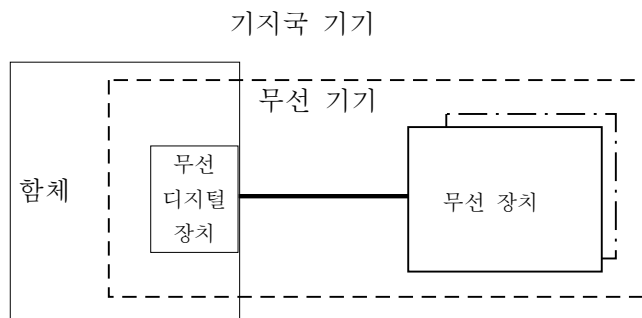 기지국 기기
무선 기기
함체
무선
디지털
장치
무선 장치